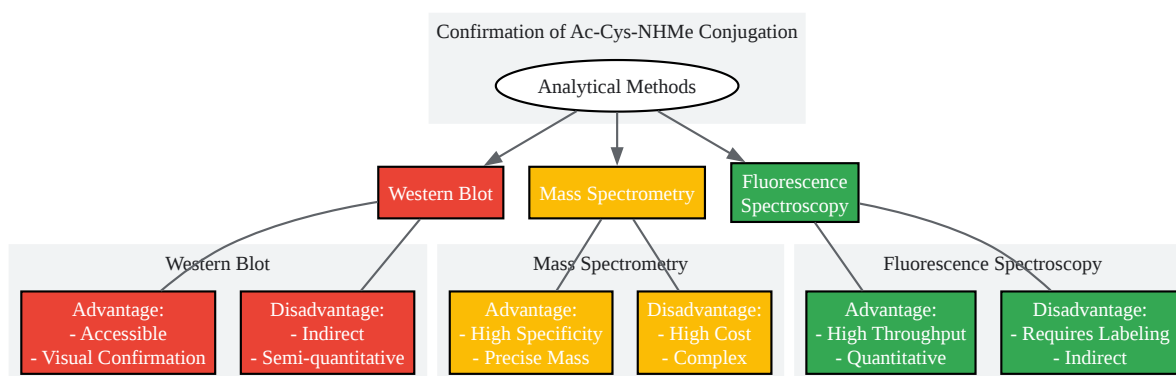 Confirmation of Ac-Cys-NHMe Conjugation
Analytical Methods
Western Blot
Mass Spectrometry
Fluorescence
Spectroscopy
Western Blot
Mass Spectrometry
Fluorescence Spectroscopy
Advantage:
- Accessible
- Visual Confirmation
Disadvantage:
- Indirect
- Semi-quantitative
Advantage:
- High Specificity
- Precise Mass
Disadvantage:
- High Cost
- Complex
Advantage:
- High Throughput
- Quantitative
Disadvantage:
- Requires Labeling
- Indirect